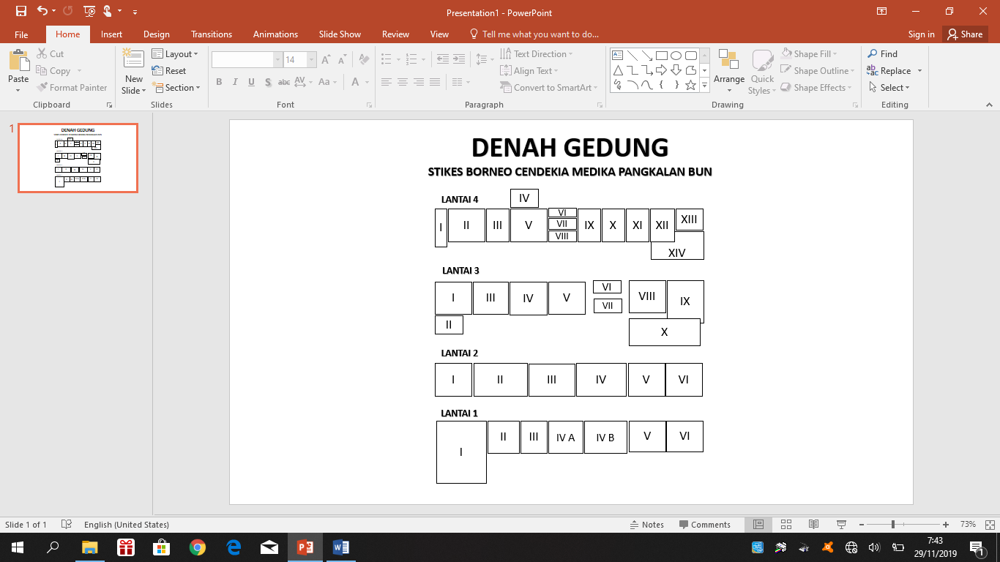 Presentation1 - PowerPoint
File Home Insert Design Transitions Animations Slide Show Review View Tell me what you want to do... Sign in Share
Paste
Cut
Copy
Format Painter
Clipboard
New Slide
Layout
Reset
Section
Slides
14
B I U S abc AV Aa A
Font
Text Direction
Align Text
Convert to SmartArt
Paragraph
Arrange
Quick Styles
Shape Fill
Shape Outline
Shape Effects
Drawing
Find
Replace
Select
Editing
1
DENAH GEDUNG
STIKES BORNEO CENDEKIA MEDIKA PANGKALAN BUN
LANTAI 4
I II III IV V VI VII VIII IX X XI XII XIII XIV
LANTAI 3
I II III IV V VI VII VIII IX X
LANTAI 2
I II III IV V VI
LANTAI 1
I II III IV A IV B V VI
Slide 1 of 1 English (United States) Notes Comments 73%
7:43
29/11/2019
1